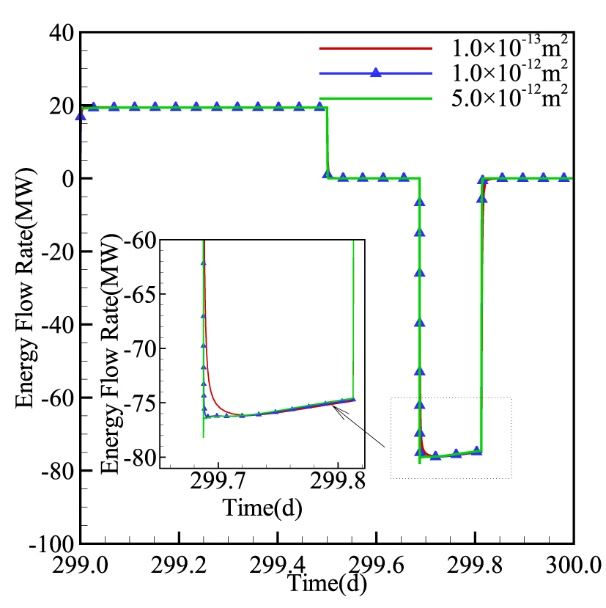 40
20
0
-20
-40
-60
-80
-100
Energy Flow Rate(MW)
1.0×10⁻¹³m²
1.0×10⁻¹²m²
5.0×10⁻¹²m²
-60
-65
-70
-75
-80
Energy Flow Rate(MW)
299.7 299.8
Time(d)
299.0 299.2 299.4 299.6 299.8 300.0
Time(d)